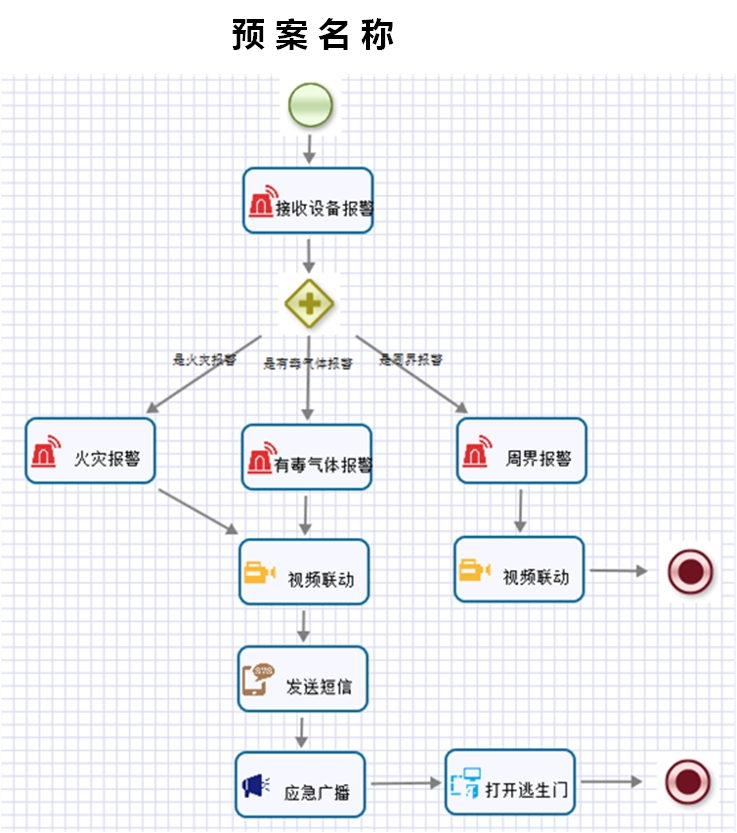 预案名称
接收设备报警
是火灾报警
是有毒气体报警
是周界报警
火灾报警
有毒气体报警
周界报警
视频联动
视频联动
发送短信
应急广播
打开逃生门